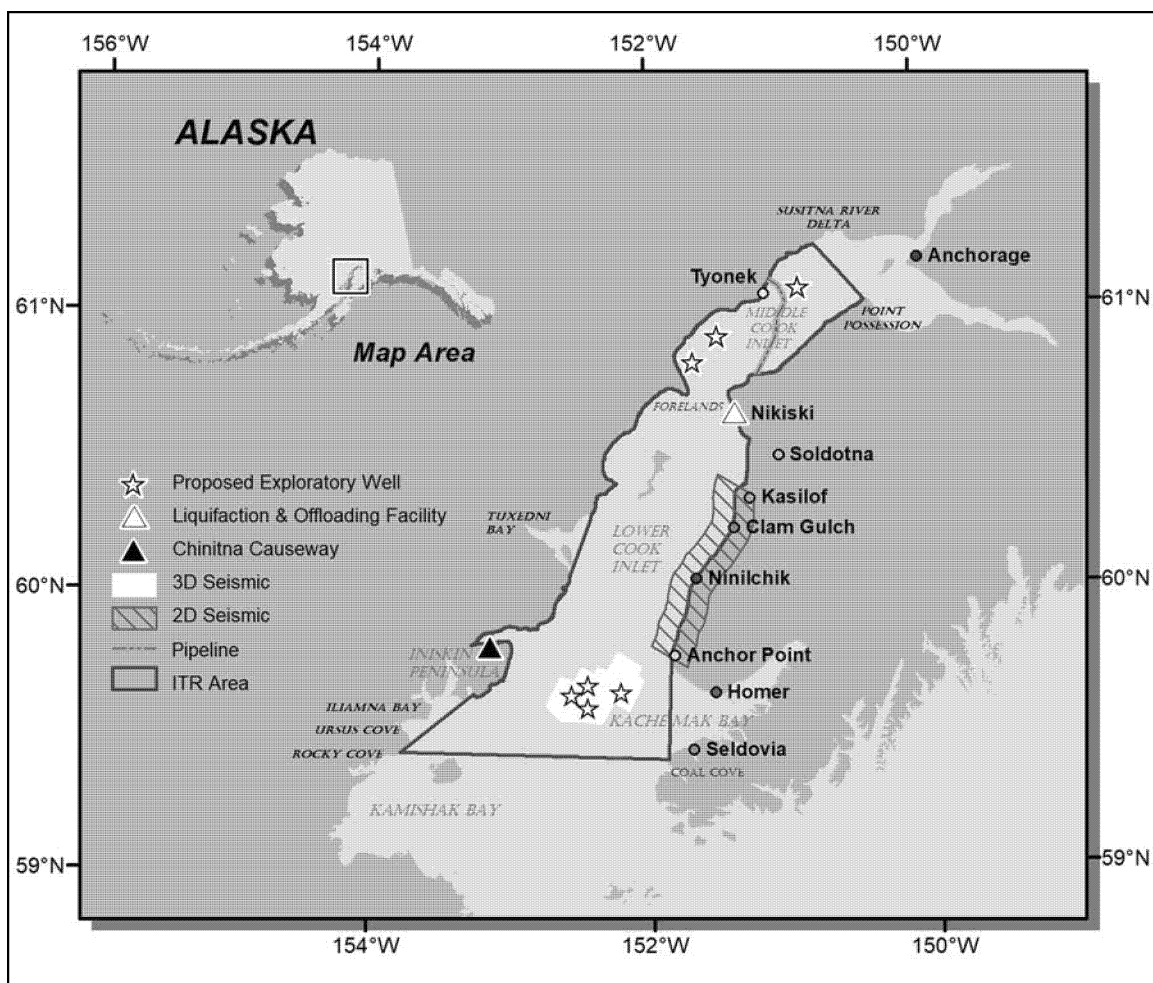 156°W 154°W 152°W 150°W
ALASKA
SUSITNA RIVER
DELTA
Anchorage
Tyonek
61°N
61°N
MIDDLE
COOK
INLET
POINT
POSSESSION
Map Area
FORELANDS
Nikiski
Soldotna
Proposed Exploratory Well
Kasilof
Liquifaction & Offloading Facility
TUXEDNI
BAY
Clam Gulch
LOWER
COOK
INLET
Chinitna Causeway
60°N
3D Seismic
Ninilchik
60°N
2D Seismic
Pipeline
INISKIN
PENINSULA
Anchor Point
ITR Area
Homer
ILIAMNA BAY
KACHEMAK BAY
URSUS COVE
ROCKY COVE
Seldovia
COAL COVE
KAMISHAK BAY
59°N
59°N
154°W 152°W 150°W